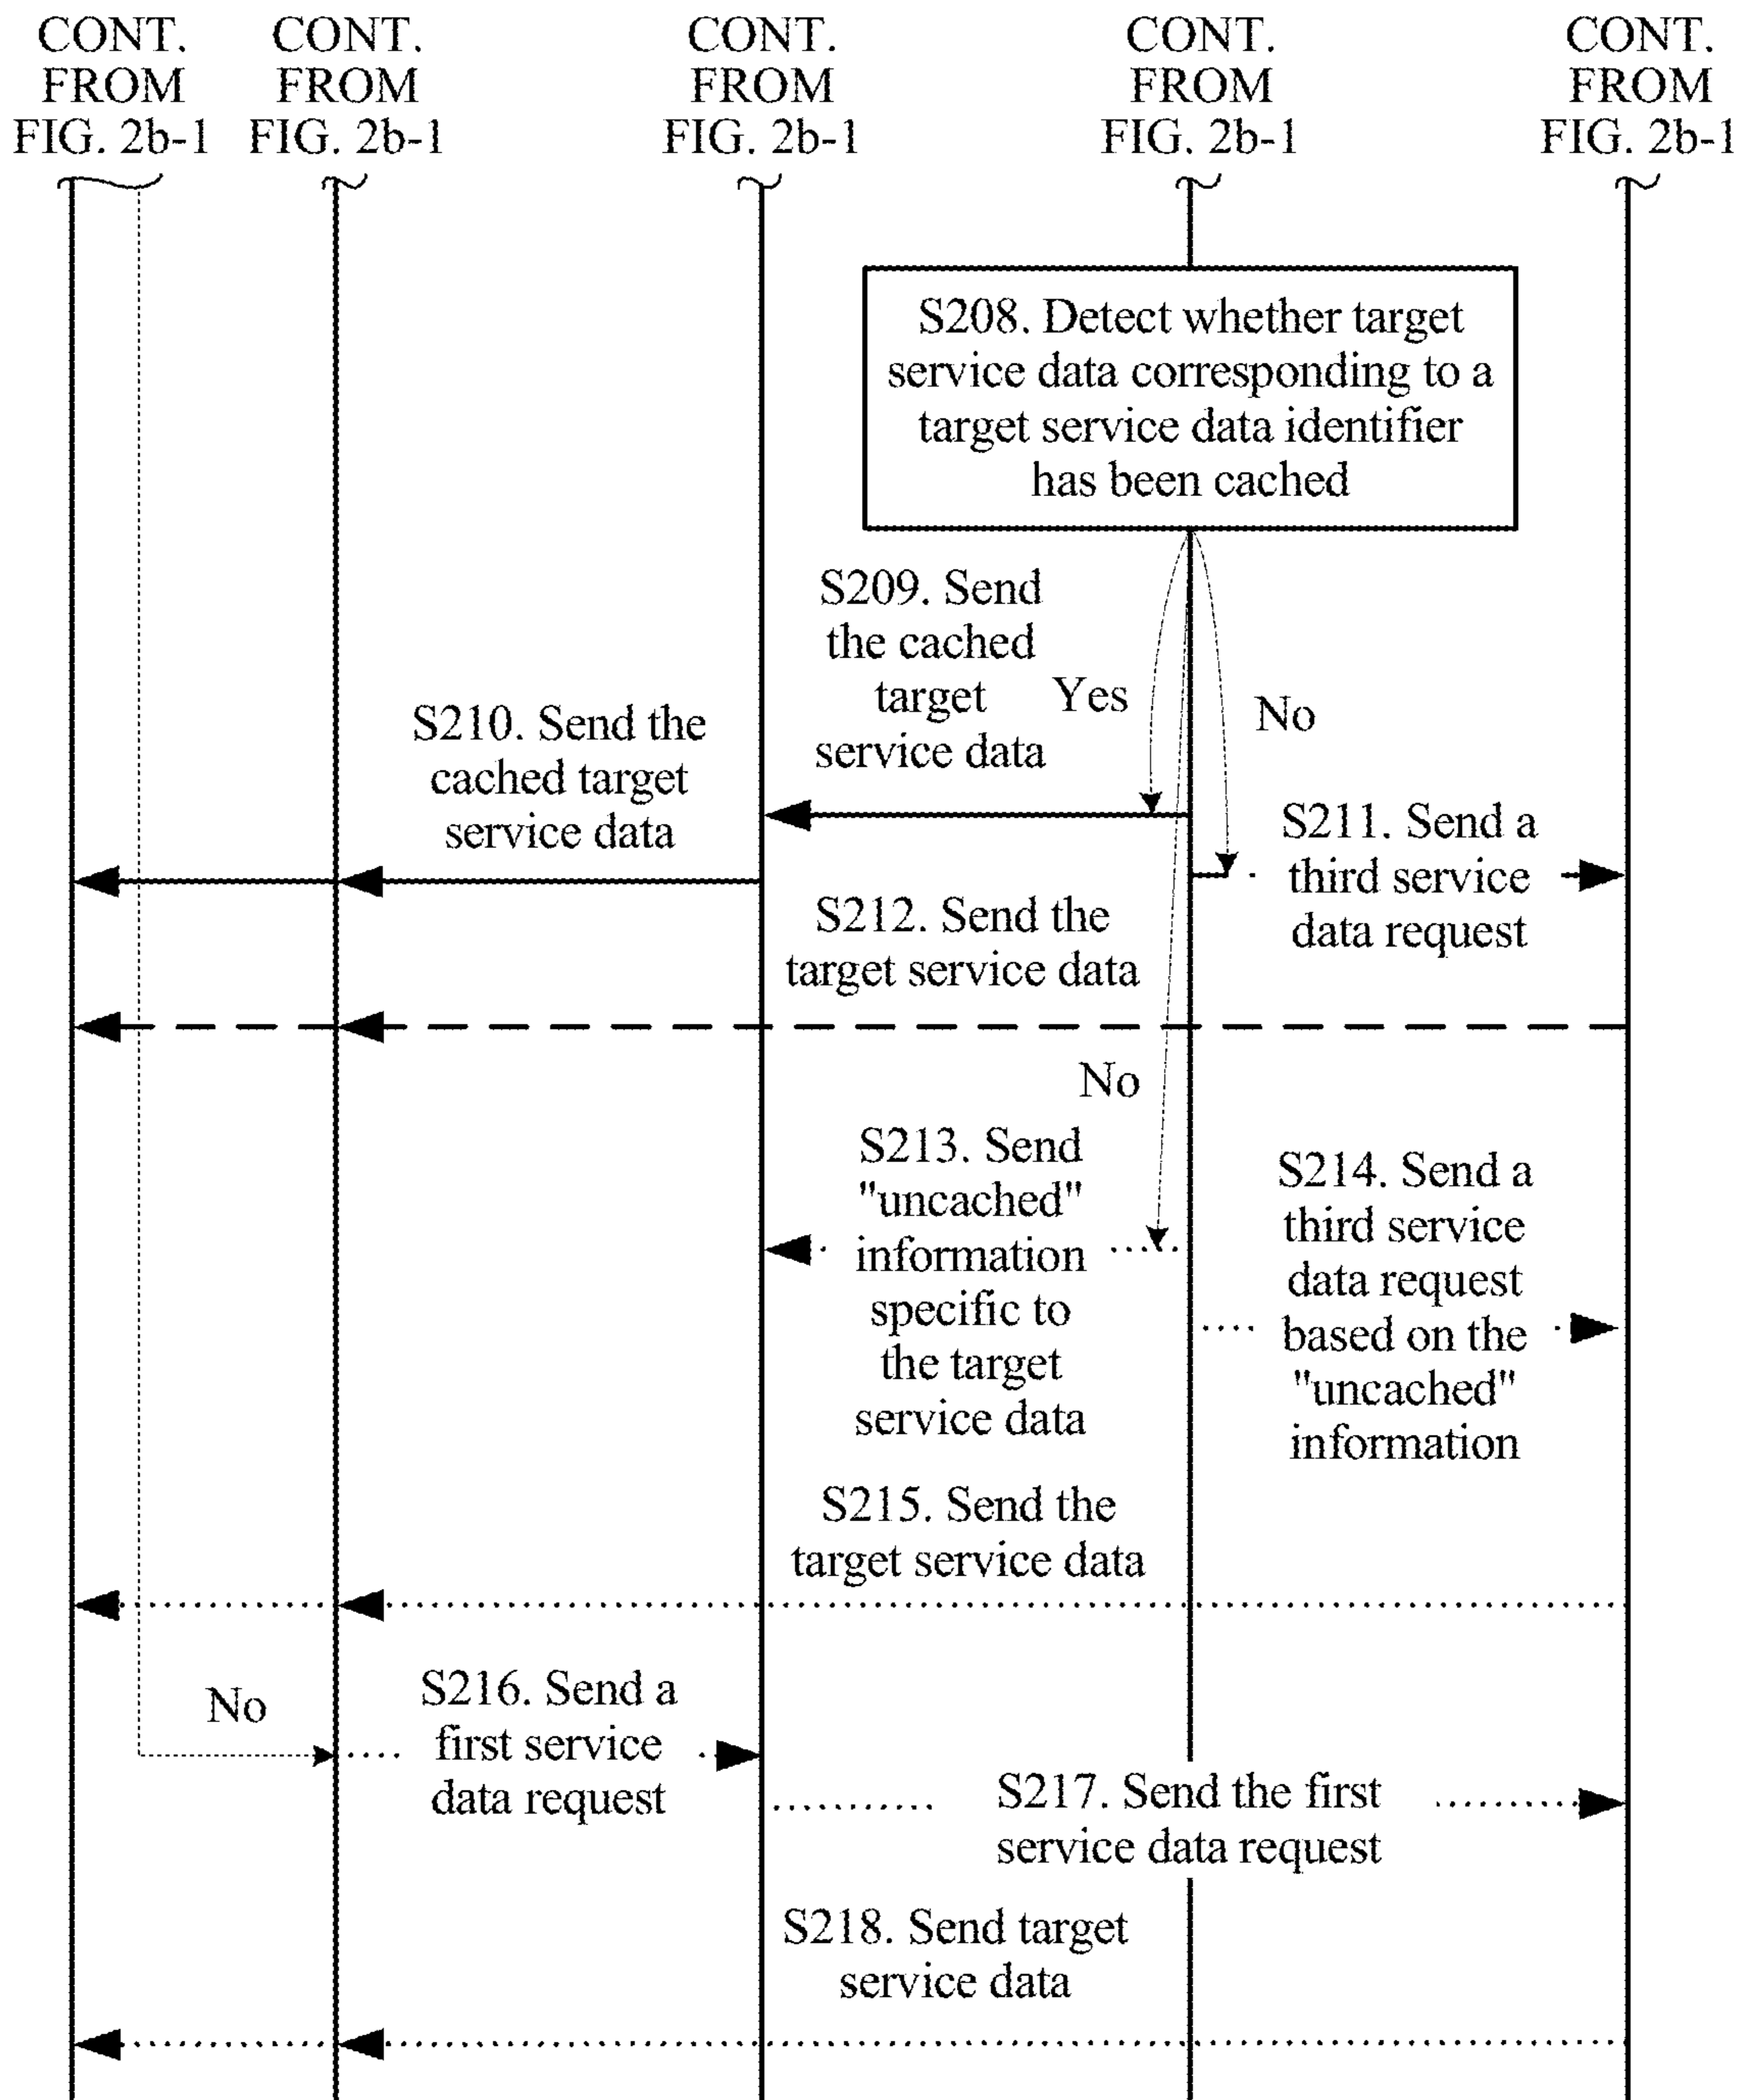 CONT.
FROM
FIG. 2b-1
CONT.
FROM
FIG. 2b-1
CONT.
FROM
FIG. 2b-1
CONT.
FROM
FIG. 2b-1
CONT.
FROM
FIG. 2b-1
S208. Detect whether target
service data corresponding to a
target service data identifier
has been cached
S209. Send
the cached
target
service data
Yes
No
S210. Send the
cached target
service data
S211. Send a
third service
data request
S212. Send the
target service data
No
S213. Send
"uncached"
information
specific to
the target
service data
S214. Send a
third service
data request
based on the
"uncached"
information
S215. Send the
target service data
No
S216. Send a
first service
data request
S217. Send the first
service data request
S218. Send target
service data